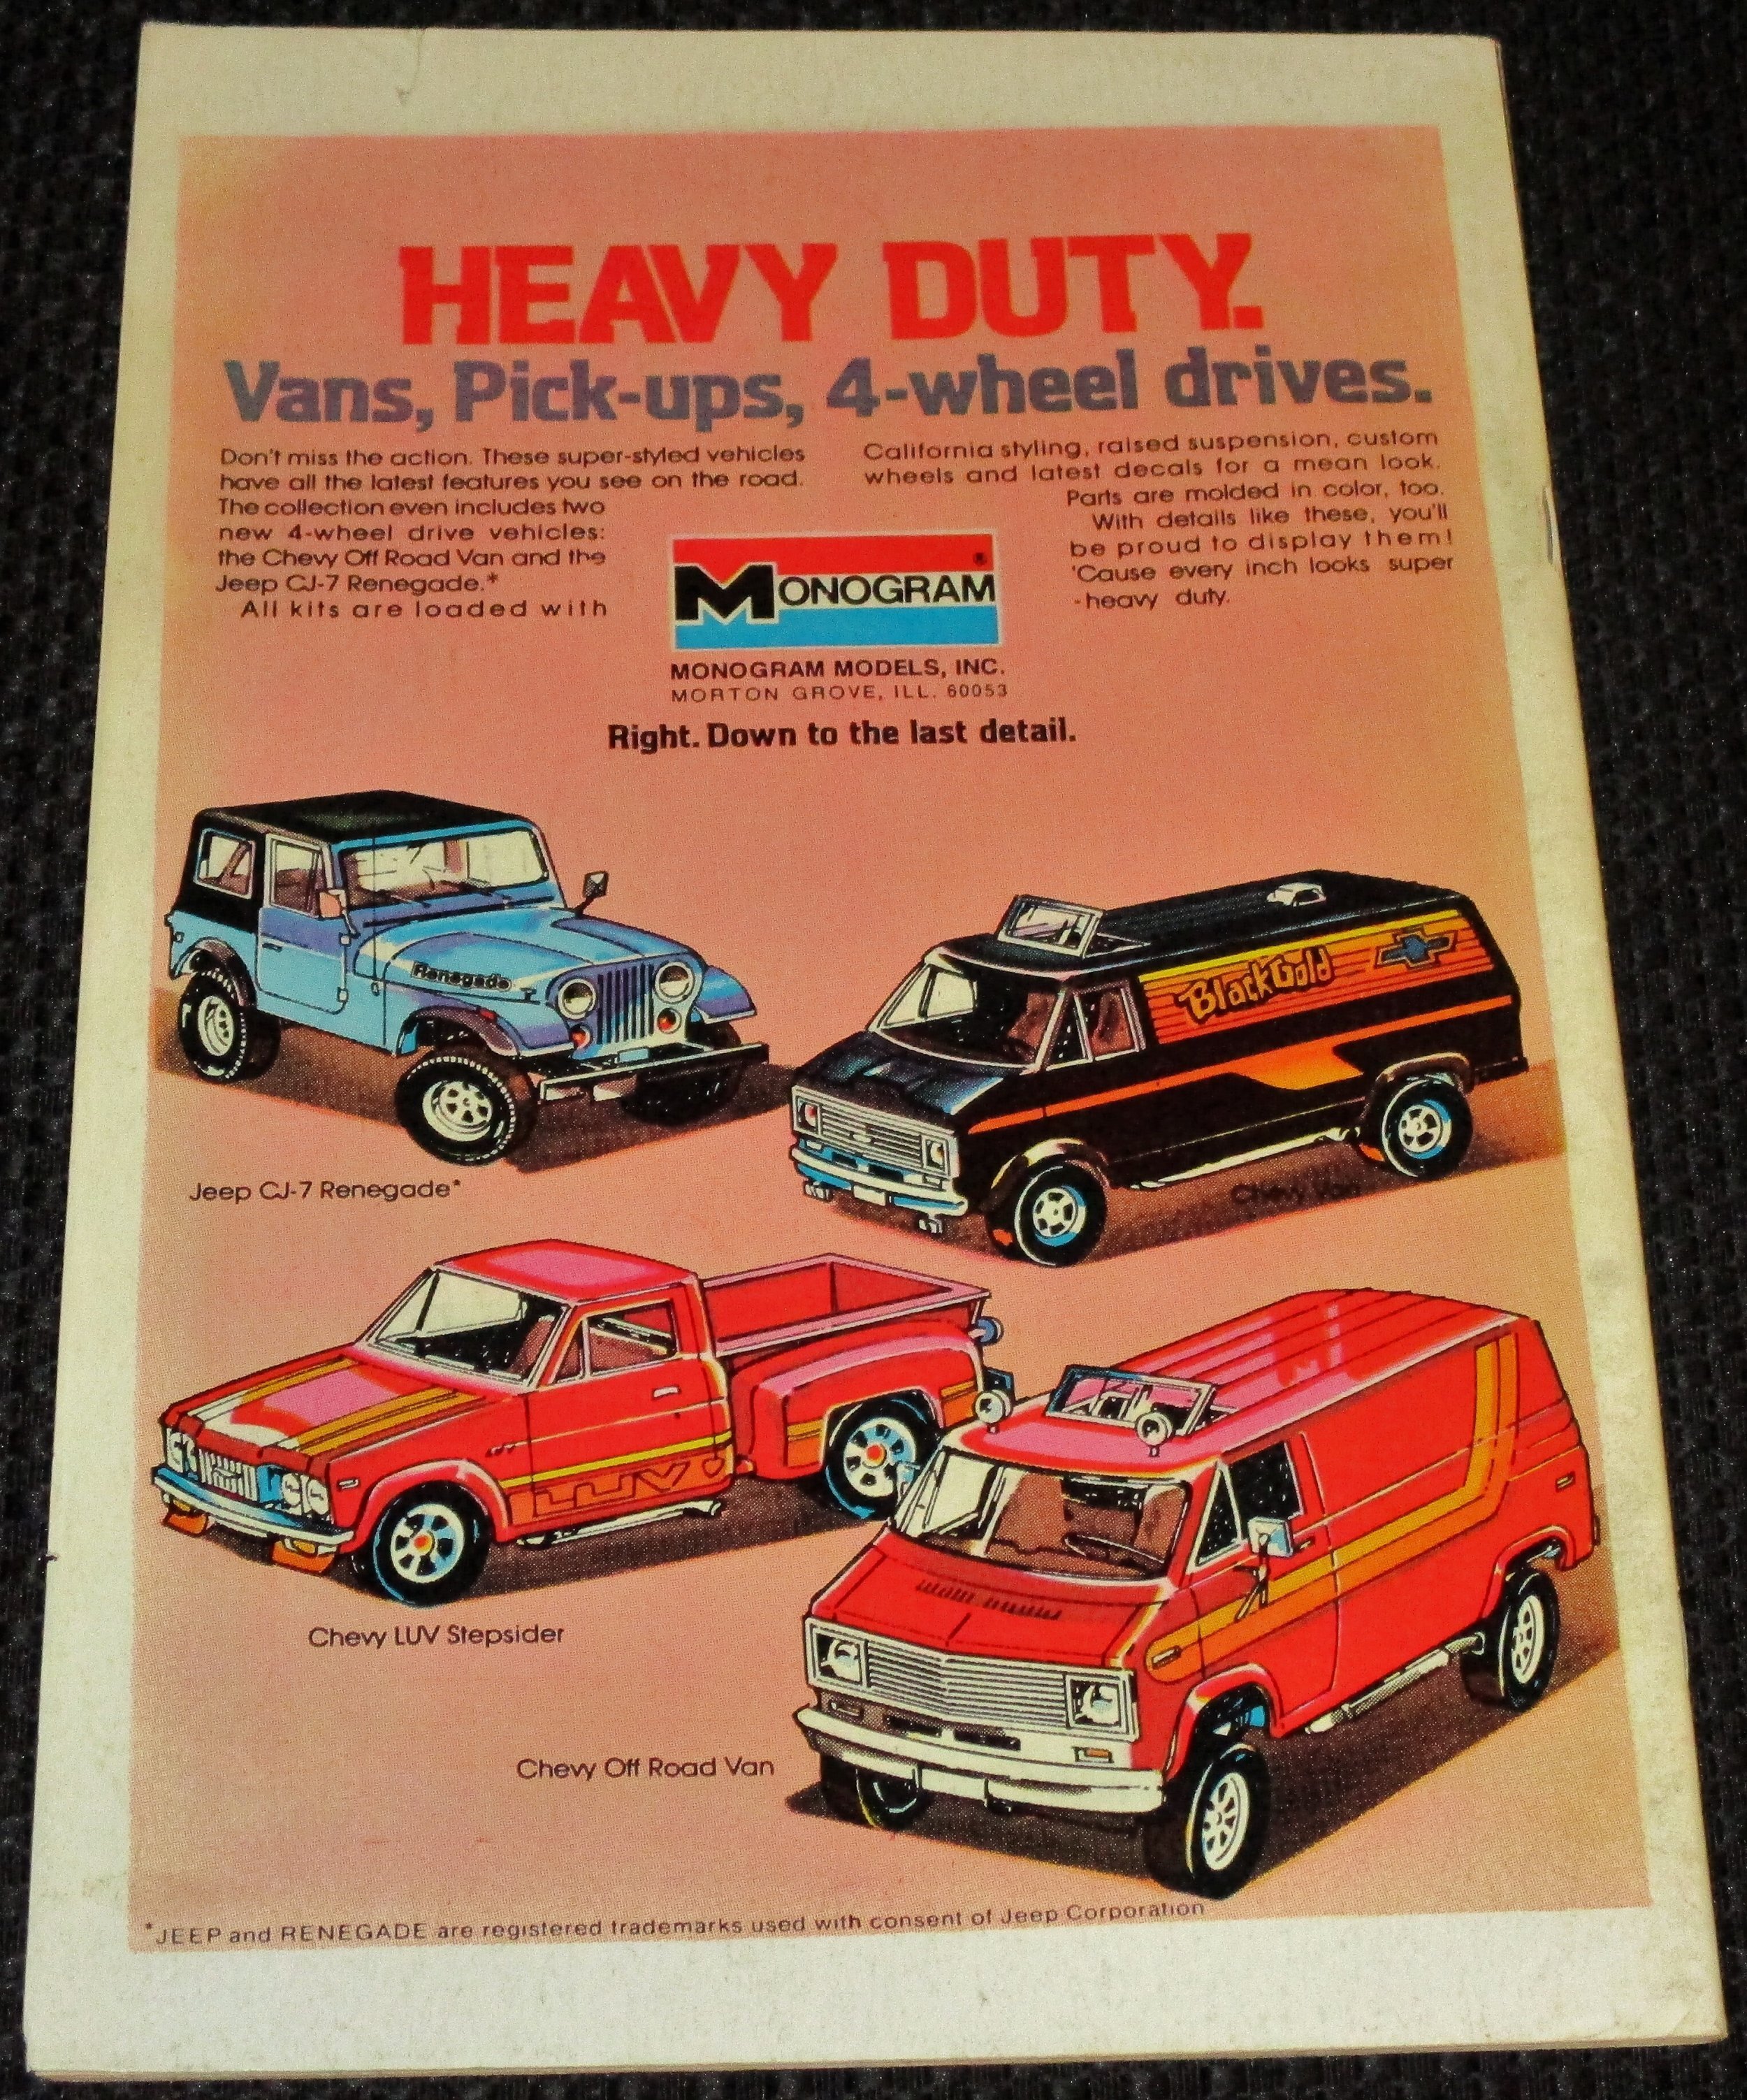 HEAVY DUTY.
Vans, Pick-ups, 4-wheel drives.
Don't miss the action. These super-styled vehicles
have all the latest features you see on the road.
The collection even includes two
new 4-wheel drive vehicles:
the Chevy Off Road Van and the
Jeep CJ-7 Renegade.*
All kits are loaded with
California styling, raised suspension, custom
wheels and latest decals for a mean look.
Parts are molded in color, too.
With details like these, you'll
be proud to display them!
'Cause every inch looks super
-heavy duty.
MONOGRAM®
MONOGRAM MODELS, INC.
MORTON GROVE, ILL. 60053
Right. Down to the last detail.
Renegade
Black Gold
Jeep CJ-7 Renegade*
Chevy Van
LUV
Chevy LUV Stepsider
Chevy Off Road Van
*JEEP and RENEGADE are registered trademarks used with consent of Jeep Corporation